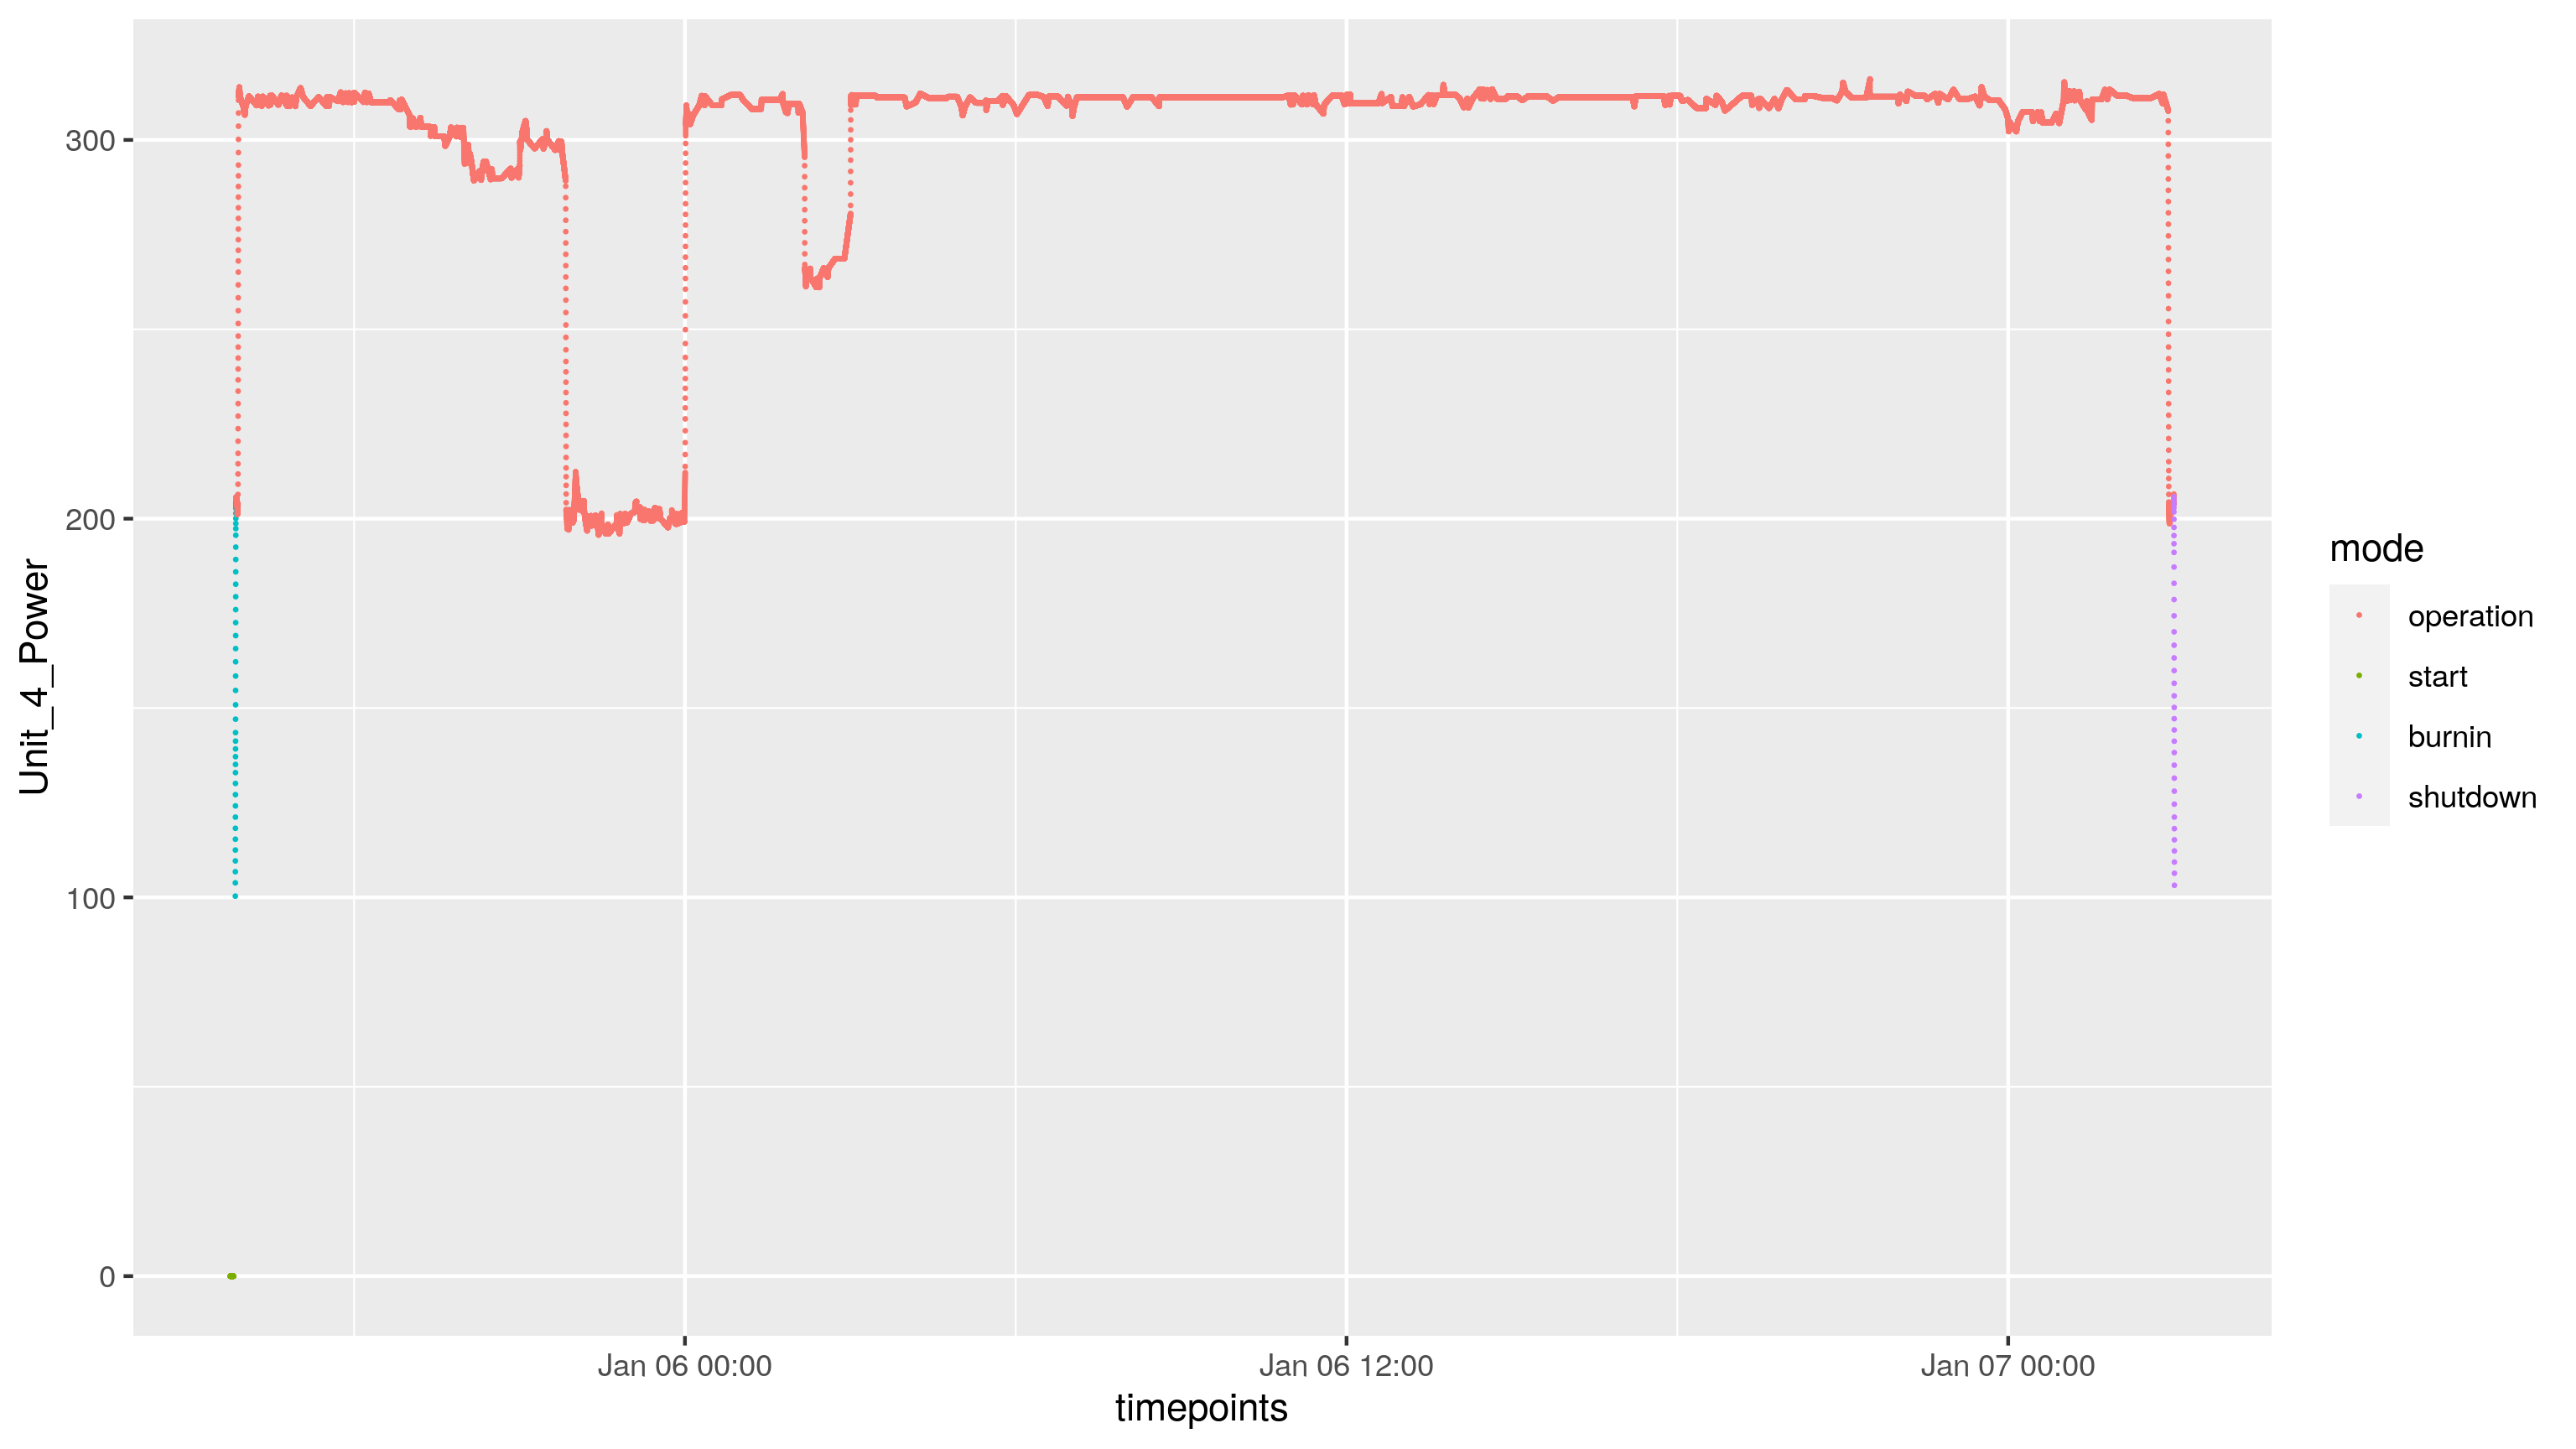 300
200
100
0
Unit_4_Power
Jan 06 00:00
Jan 06 12:00
Jan 07 00:00
timepoints
mode
operation
start
burnin
shutdown